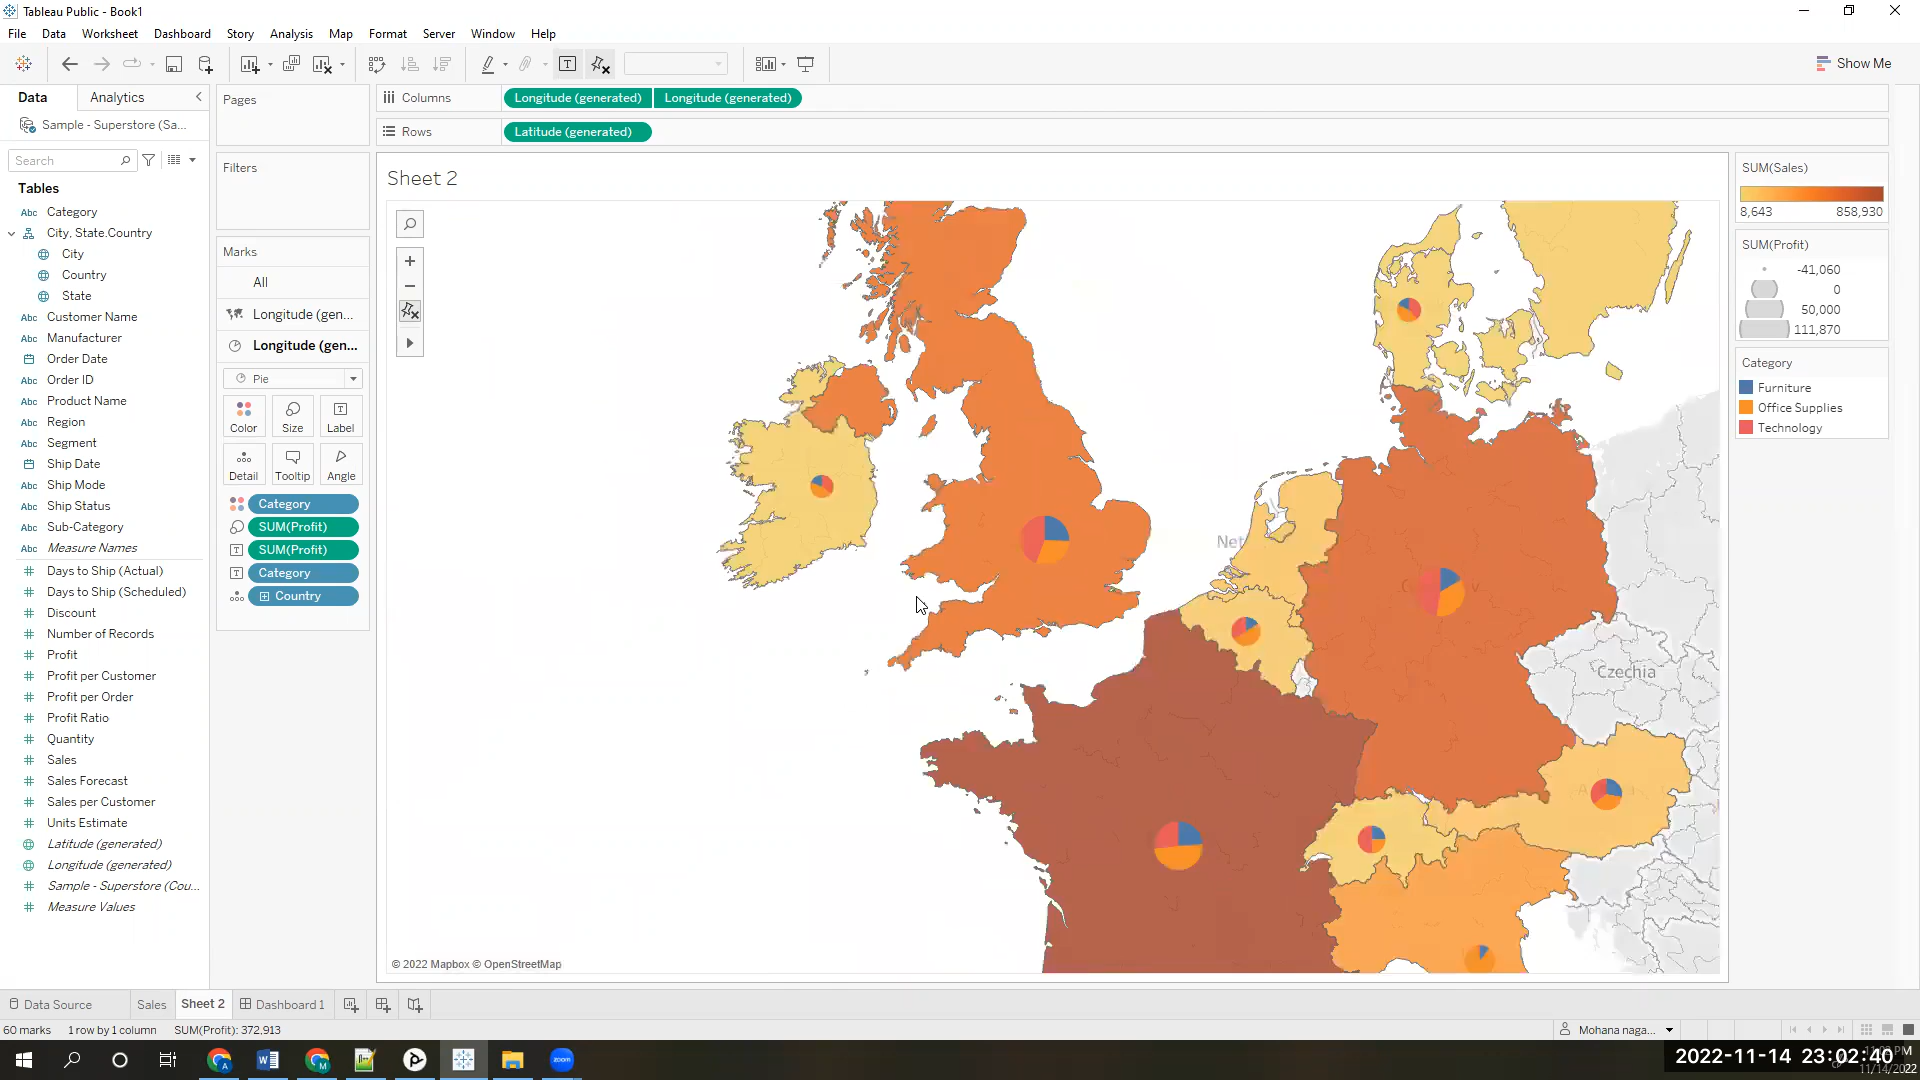 Tableau Public - Book1
File Data Worksheet Dashboard Story Analysis Map Format Server Window Help
Show Me
Data Analytics
Sample - Superstore (Sa...
Search
Tables
Category
City, State.Country
City
Country
State
Customer Name
Manufacturer
Order Date
Order ID
Product Name
Region
Segment
Ship Date
Ship Mode
Ship Status
Sub-Category
Measure Names
Days to Ship (Actual)
Days to Ship (Scheduled)
Discount
Number of Records
Profit
Profit per Customer
Profit per Order
Profit Ratio
Quantity
Sales
Sales Forecast
Sales per Customer
Units Estimate
Latitude (generated)
Longitude (generated)
Sample - Superstore (Cou...
Measure Values
Pages
Filters
Marks
All
Longitude (gen...
Longitude (gen...
Pie
Color Size Label
Detail Tooltip Angle
Category
SUM(Profit)
SUM(Profit)
Category
Country
Columns Longitude (generated) Longitude (generated)
Rows Latitude (generated)
Sheet 2
Net
Czechia
© 2022 Mapbox © OpenStreetMap
SUM(Sales)
8,643 858,930
SUM(Profit)
-41,060
0
50,000
111,870
Category
Furniture
Office Supplies
Technology
Data Source Sales Sheet 2 Dashboard 1
60 marks 1 row by 1 column SUM(Profit): 372,913
Mohana naga...
zoom
2022-11-14 23:02:40
11/14/2022